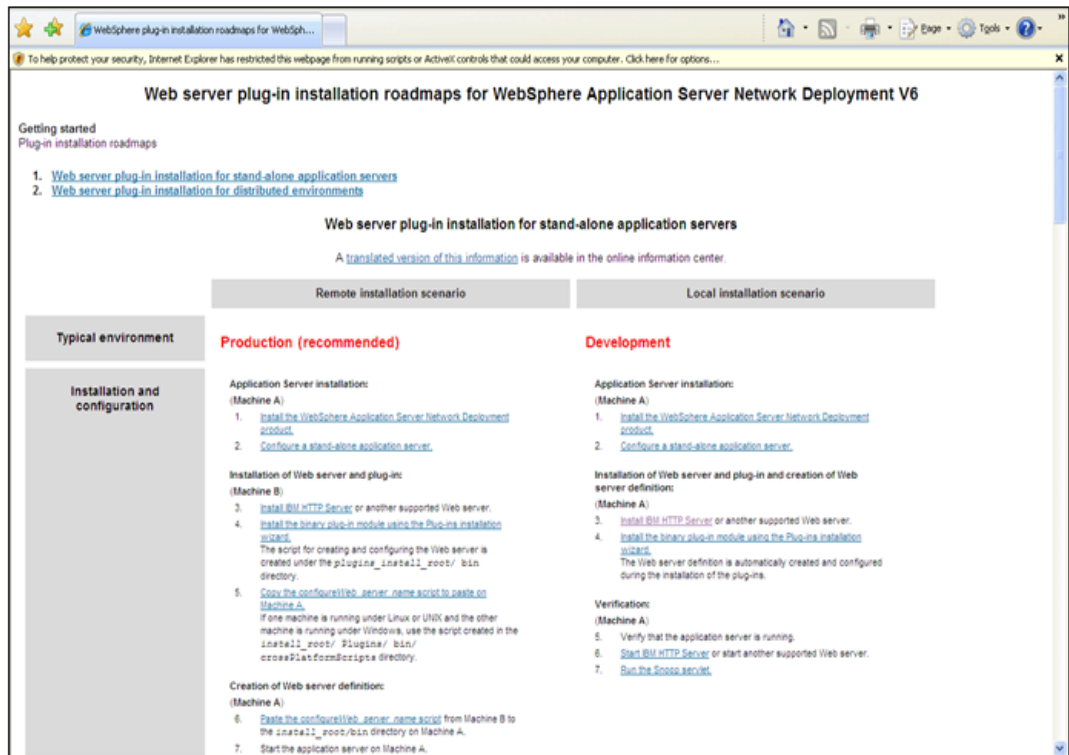 WebSphere plug-in installation roadmaps for WebSph...
Page
Tools
To help protect your security, Internet Explorer has restricted this webpage from running scripts or ActiveX controls that could access your computer. Click here for options...
Web server plug-in installation roadmaps for WebSphere Application Server Network Deployment V6
Getting started
Plug-in installation roadmaps
1. Web server plug-in installation for stand-alone application servers
2. Web server plug-in installation for distributed environments
Web server plug-in installation for stand-alone application servers
A translated version of this information is available in the online information center.
Remote installation scenario
Local installation scenario
Typical environment
Production (recommended)
Development
Installation and
configuration
Application Server installation:
(Machine A)
1. Install the WebSphere Application Server Network Deployment
product.
2. Configure a stand-alone application server.
Installation of Web server and plug-in:
(Machine B)
3. Install IBM HTTP Server or another supported Web server.
4. Install the binary plug-in module using the Plug-ins installation
wizard.
The script for creating and configuring the Web server is
created under the plugins_install_root/ bin
directory.
5. Copy the configureWeb_server_name script to paste on
Machine A.
If one machine is running under Linux or UNIX and the other
machine is running under Windows, use the script created in the
install_root/ Plugins/ bin/
crossPlatformScripts directory.
Creation of Web server definition:
(Machine A)
6. Paste the configureWeb_server_name script from Machine B to
the install_root/bin directory on Machine A.
7. Start the application server on Machine A.
Application Server installation:
(Machine A)
1. Install the WebSphere Application Server Network Deployment
product.
2. Configure a stand-alone application server.
Installation of Web server and plug-in and creation of Web
server definition:
(Machine A)
3. Install IBM HTTP Server or another supported Web server.
4. Install the binary plug-in module using the Plug-ins installation
wizard.
The Web server definition is automatically created and configured
during the installation of the plug-ins.
Verification:
(Machine A)
5. Verify that the application server is running.
6. Start IBM HTTP Server or start another supported Web server.
7. Run the Snoop servlet.